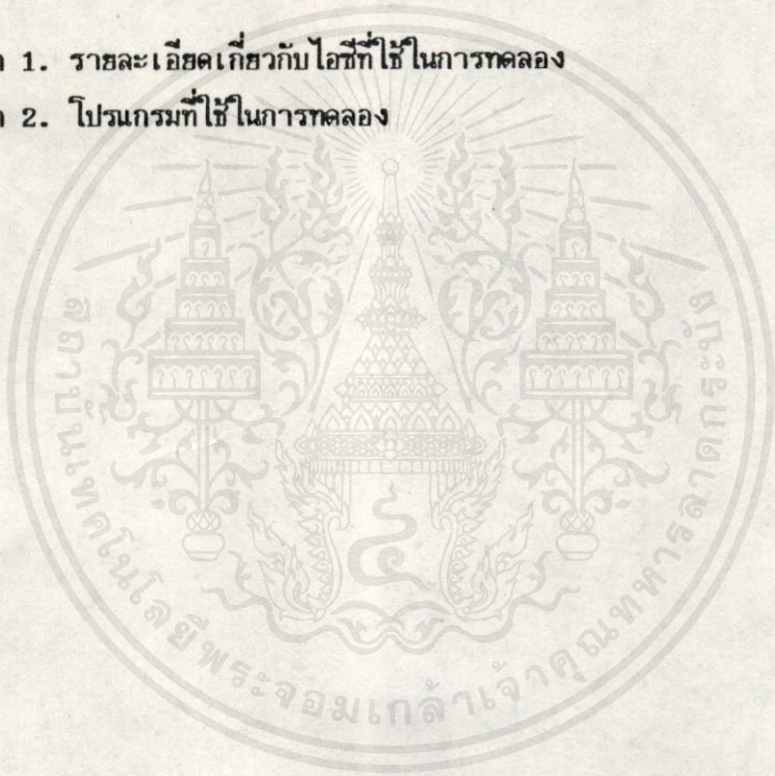 1. รายละเอียดเกี่ยวกับไอซีที่ใช้ในการทดลอง
2. โปรแกรมที่ใช้ในการทดลอง
สถาบันเทคโนโลยีพระจอมเกล้าเจ้าคุณทหารลาดกระบัง